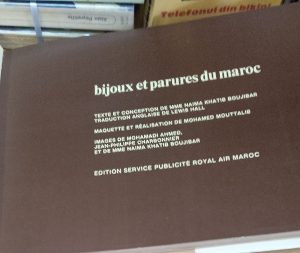 Alain Peyrefitte
Telefonul din bikini
bijoux et parures du maroc
TEXTE ET CONCEPTION DE MME NAIMA KHATIB BOUJIBAR
TRADUCTION ANGLAISE DE LEWIS HALL
MAQUETTE ET RÉALISATION DE MOHAMED MOUTTALIB
IMAGES DE MOHAMADI AHMED,
JEAN-PHILIPPE CHARBONNIER
ET DE MME NAIMA KHATIB BOUJIBAR
EDITION SERVICE PUBLICITÉ ROYAL AIR MAROC